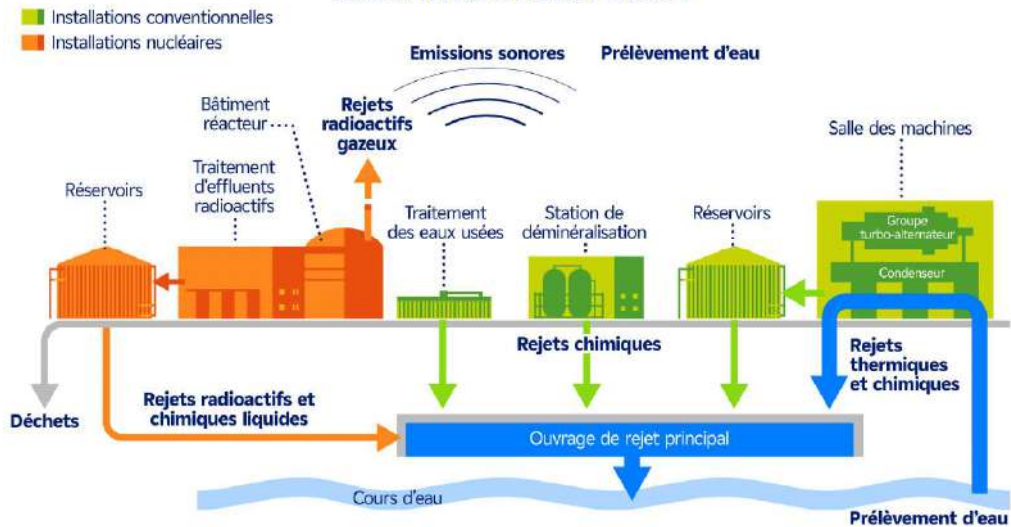 Installations conventionnelles
Installations nucléaires
Emissions sonores
Prélèvement d'eau
Bâtiment
réacteur
Rejets
radioactifs
gazeux
Salle des machines
Traitement
d'effluents
radioactifs
Réservoirs
Traitement
des eaux usées
Station de
déminéralisation
Réservoirs
Groupe
turbo-alternateur
Condenseur
Rejets chimiques
Rejets
thermiques
et chimiques
Déchets
Rejets radioactifs et
chimiques liquides
Ouvrage de rejet principal
Cours d'eau
Prélèvement d'eau